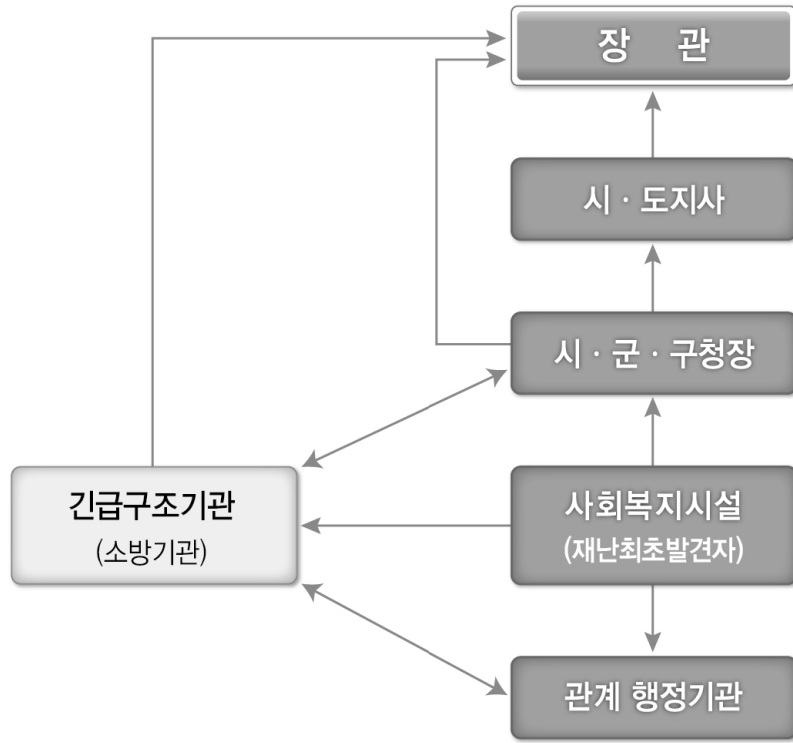 장 관
시 · 도지사
시 · 군 · 구청장
긴급구조기관
(소방기관)
사회복지시설
(재난최초발견자)
관계 행정기관